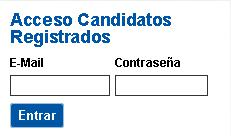 Acceso Candidatos
Registrados
E-Mail Contraseña
Entrar